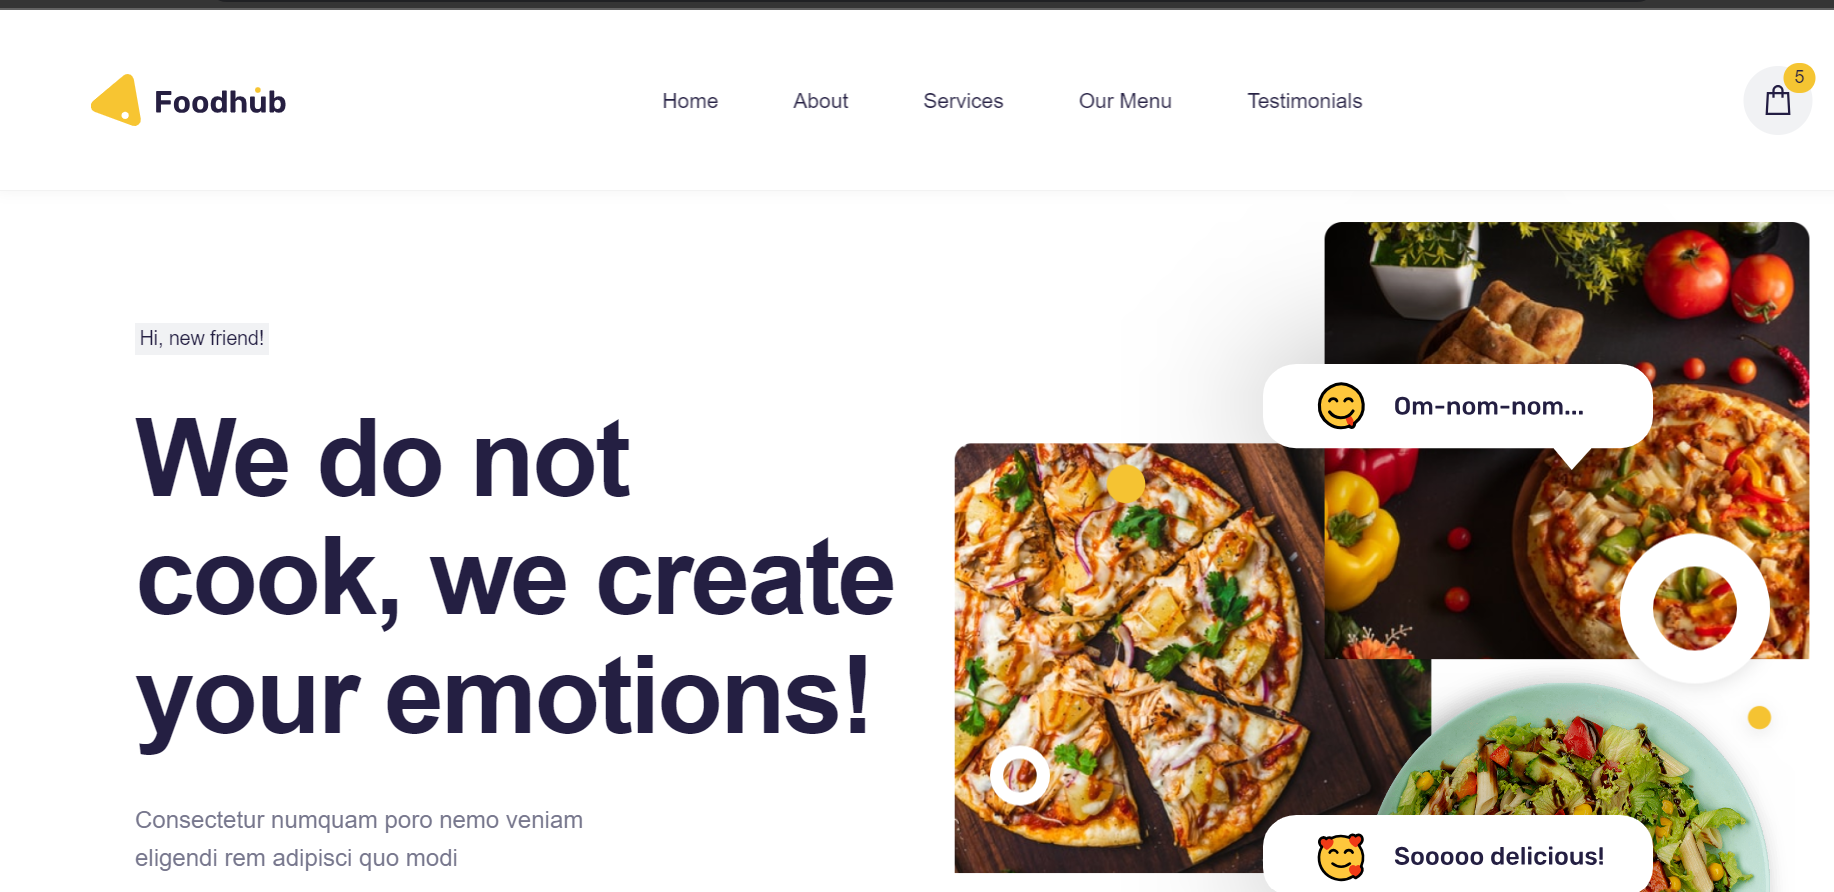 Foodhub
Home
About
Services
Our Menu
Testimonials
5
Hi, new friend!
We do not
cook, we create
your emotions!
Consectetur numquam poro nemo veniam
eligendi rem adipisci quo modi
Om-nom-nom...
Sooooo delicious!